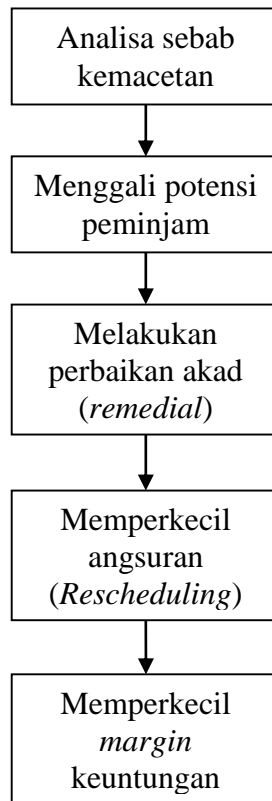 Analisa sebab
kemacetan
Menggali potensi
peminjam
Melakukan
perbaikan akad
(remedial)
Memperkecil
angsuran
(Rescheduling)
Memperkecil
margin
keuntungan